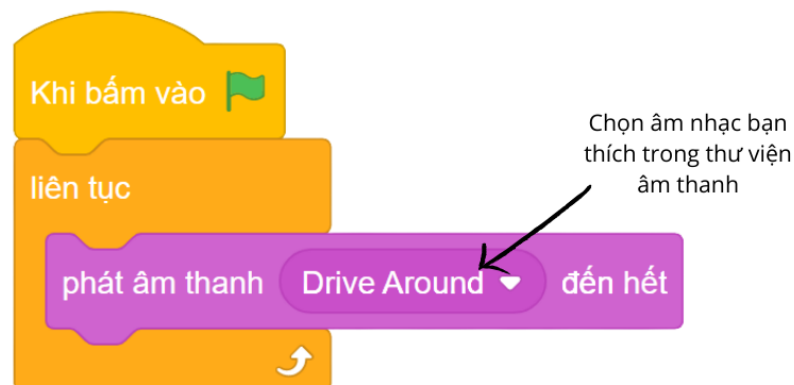 Khi bấm vào
liên tục
phát âm thanh Drive Around đến hết
Chọn âm nhạc bạn
thích trong thư viện
âm thanh